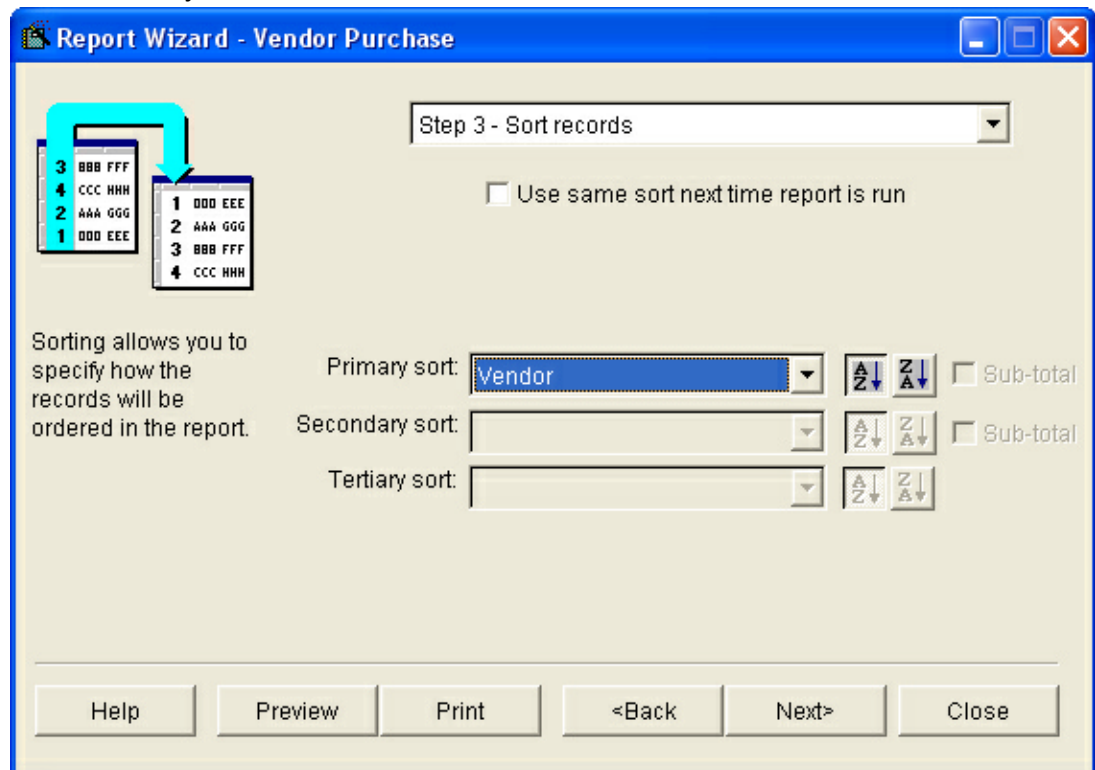 Report Wizard - Vendor Purchase
Step 3 - Sort records
Use same sort next time report is run
3 BBB FFF
4 CCC HHH
2 AAA GGG
1 DDD EEE
1 DDD EEE
2 AAA GGG
3 BBB FFF
4 CCC HHH
Sorting allows you to
specify how the
records will be
ordered in the report.
Primary sort: Vendor A Z Z A Sub-total
Secondary sort: A Z Z A Sub-total
Tertiary sort: A Z Z A
Help Preview Print <Back Next> Close